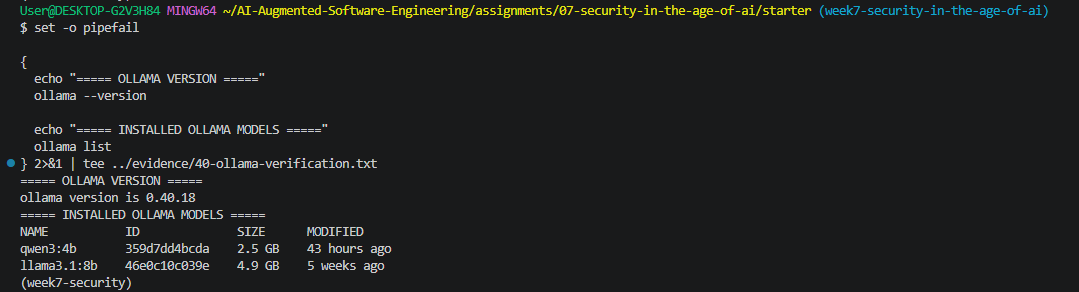 User@DESKTOP-G2V3H84 MINGW64 ~/AI-Augmented-Software-Engineering/assignments/07-security-in-the-age-of-ai/starter (week7-security-in-the-age-of-ai)
$ set -o pipefail
{
  echo "===== OLLAMA VERSION ====="
  ollama --version
  echo "===== INSTALLED OLLAMA MODELS ====="
  ollama list
} 2>&1 | tee ../evidence/40-ollama-verification.txt
===== OLLAMA VERSION =====
ollama version is 0.40.18
===== INSTALLED OLLAMA MODELS =====
NAME ID SIZE MODIFIED
qwen3:4b 359d7dd4bcda 2.5 GB 43 hours ago
llama3.1:8b 46e0c10c039e 4.9 GB 5 weeks ago
(week7-security)